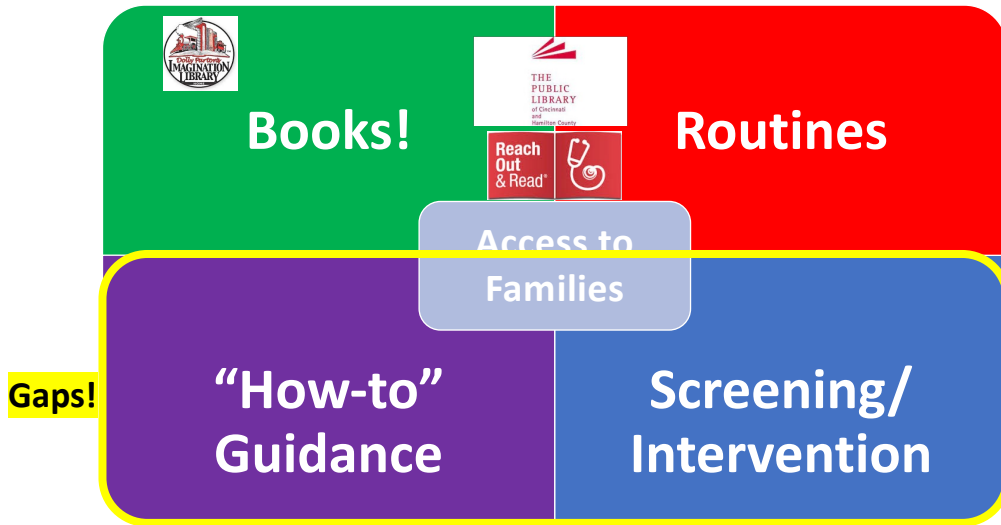 Dolly Parton's
IMAGINATION
LIBRARY
Books!
THE
PUBLIC
LIBRARY
of Cincinnati
and
Hamilton County
Reach
Out
& Read®
Routines
Access to
Families
Gaps!
“How-to”
Guidance
Screening/
Intervention